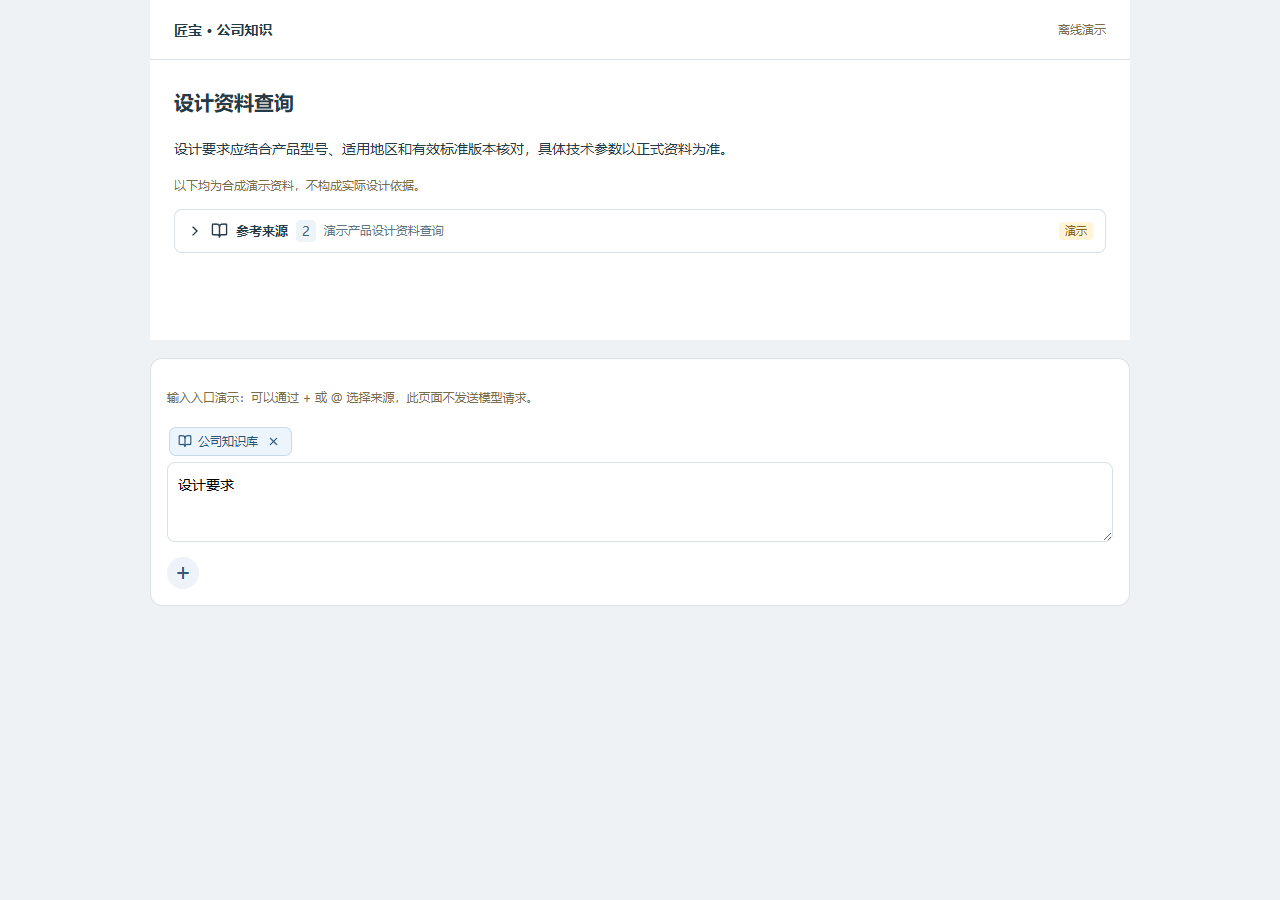 匠宝 • 公司知识
离线演示
设计资料查询
设计要求应结合产品型号、适用地区和有效标准版本核对，具体技术参数以正式资料为准。
以下均为合成演示资料，不构成实际设计依据。
参考来源 2 演示产品设计资料查询 演示
输入入口演示：可以通过 + 或 @ 选择来源，此页面不发送模型请求。
公司知识库
设计要求